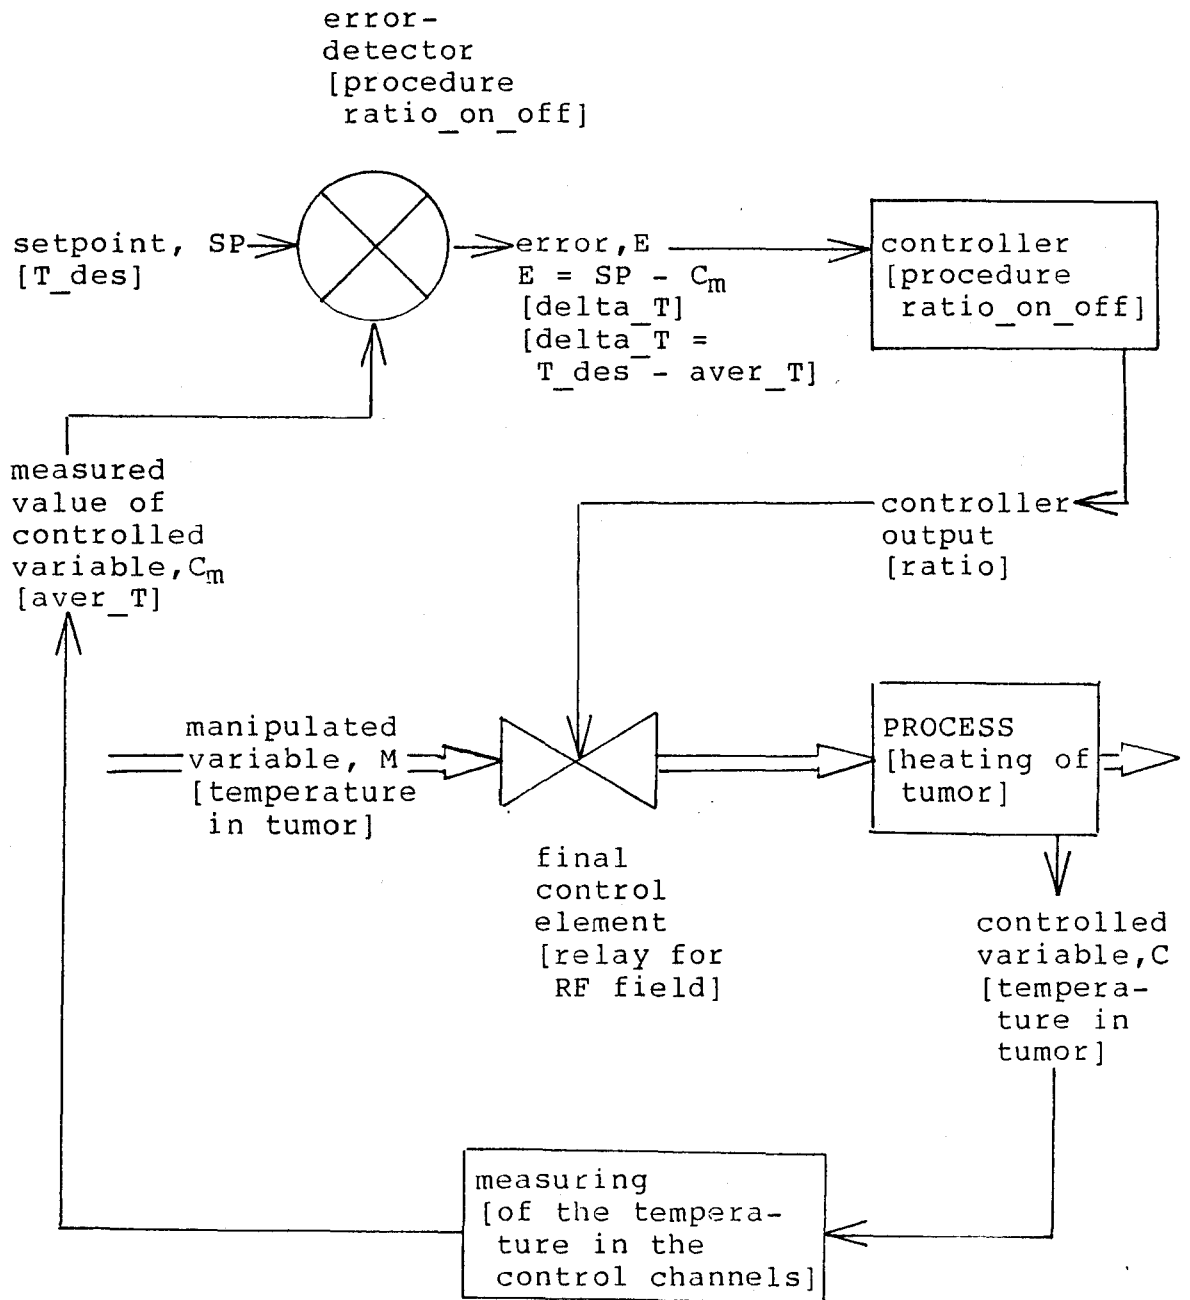 error-
detector
[procedure
ratio_on_off]
setpoint, SP
[T_des]
error,E
E = SP - Cm
[delta_T]
[delta_T =
T_des - aver_T]
controller
[procedure
ratio_on_off]
measured
value of
controlled
variable,Cm
[aver_T]
controller
output
[ratio]
manipulated
variable, M
[temperature
in tumor]
PROCESS
[heating of
tumor]
final
control
element
[relay for
RF field]
controlled
variable,C
[tempera-
ture in
tumor]
measuring
[of the tempera-
ture in the
control channels]